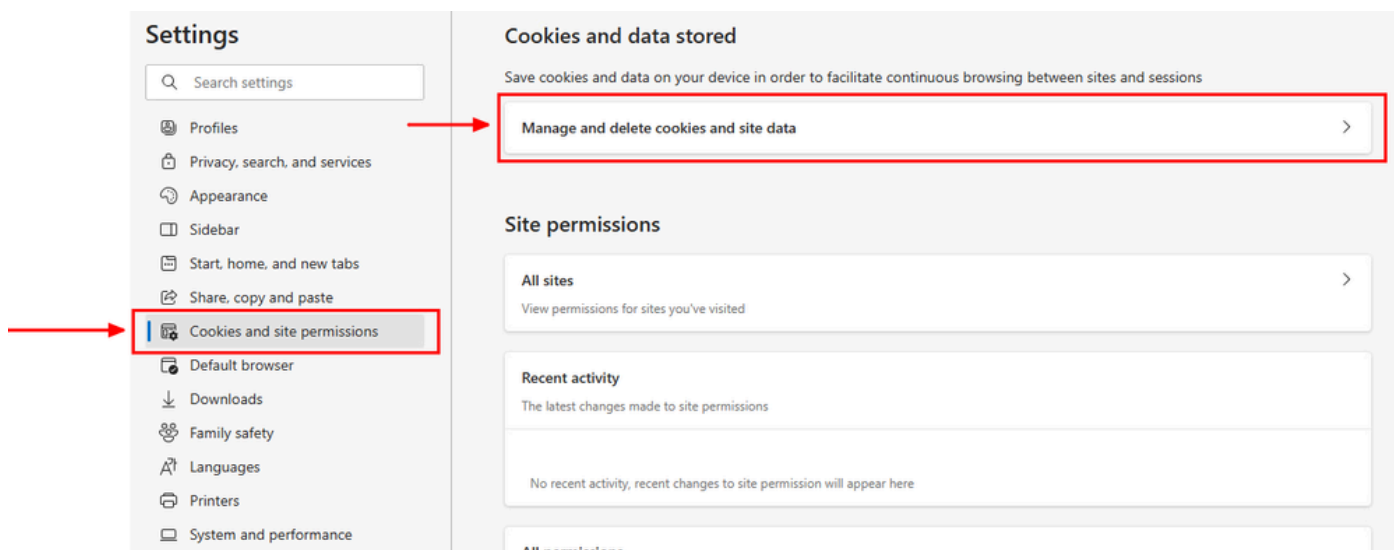 Settings
Search settings
Profiles
Privacy, search, and services
Appearance
Sidebar
Start, home, and new tabs
Share, copy and paste
Cookies and site permissions
Default browser
Downloads
Family safety
Languages
Printers
System and performance
Cookies and data stored
Save cookies and data on your device in order to facilitate continuous browsing between sites and sessions
Manage and delete cookies and site data
Site permissions
All sites
View permissions for sites you've visited
Recent activity
The latest changes made to site permissions
No recent activity, recent changes to site permission will appear here
All permissions